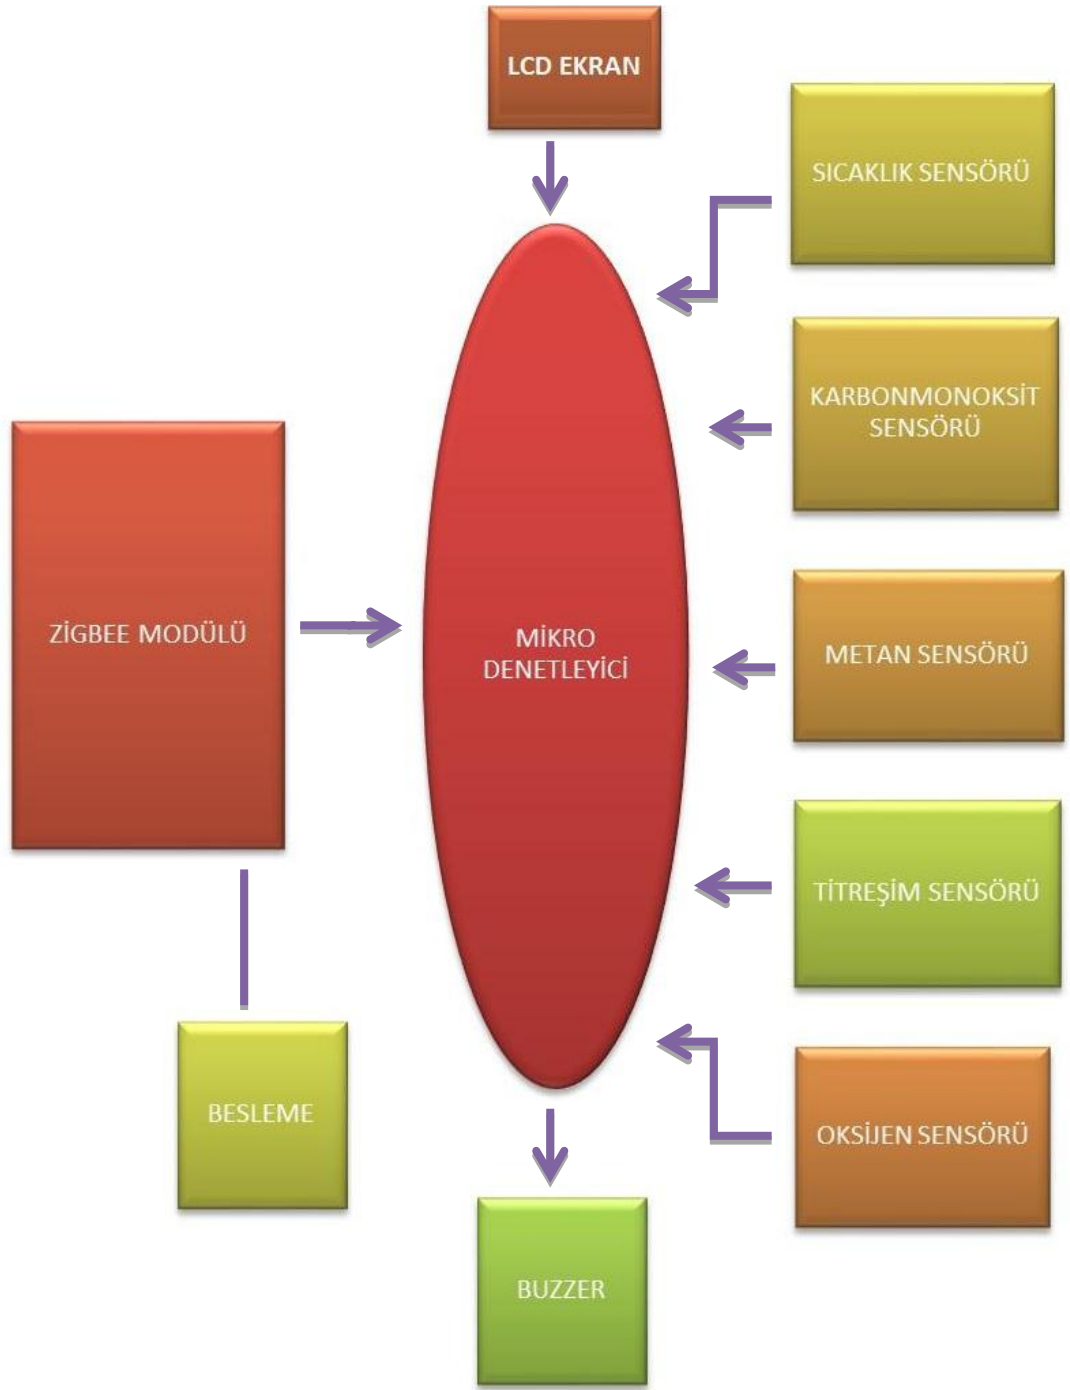 LCD EKRAN
SICAKLIK SENSÖRÜ
KARBONMONOKSİT
SENSÖRÜ
ZİGBEE MODÜLÜ
MİKRO
DENETLEYİCİ
METAN SENSÖRÜ
TİTREŞİM SENSÖRÜ
BESLEME
OKSİJEN SENSÖRÜ
BUZZER